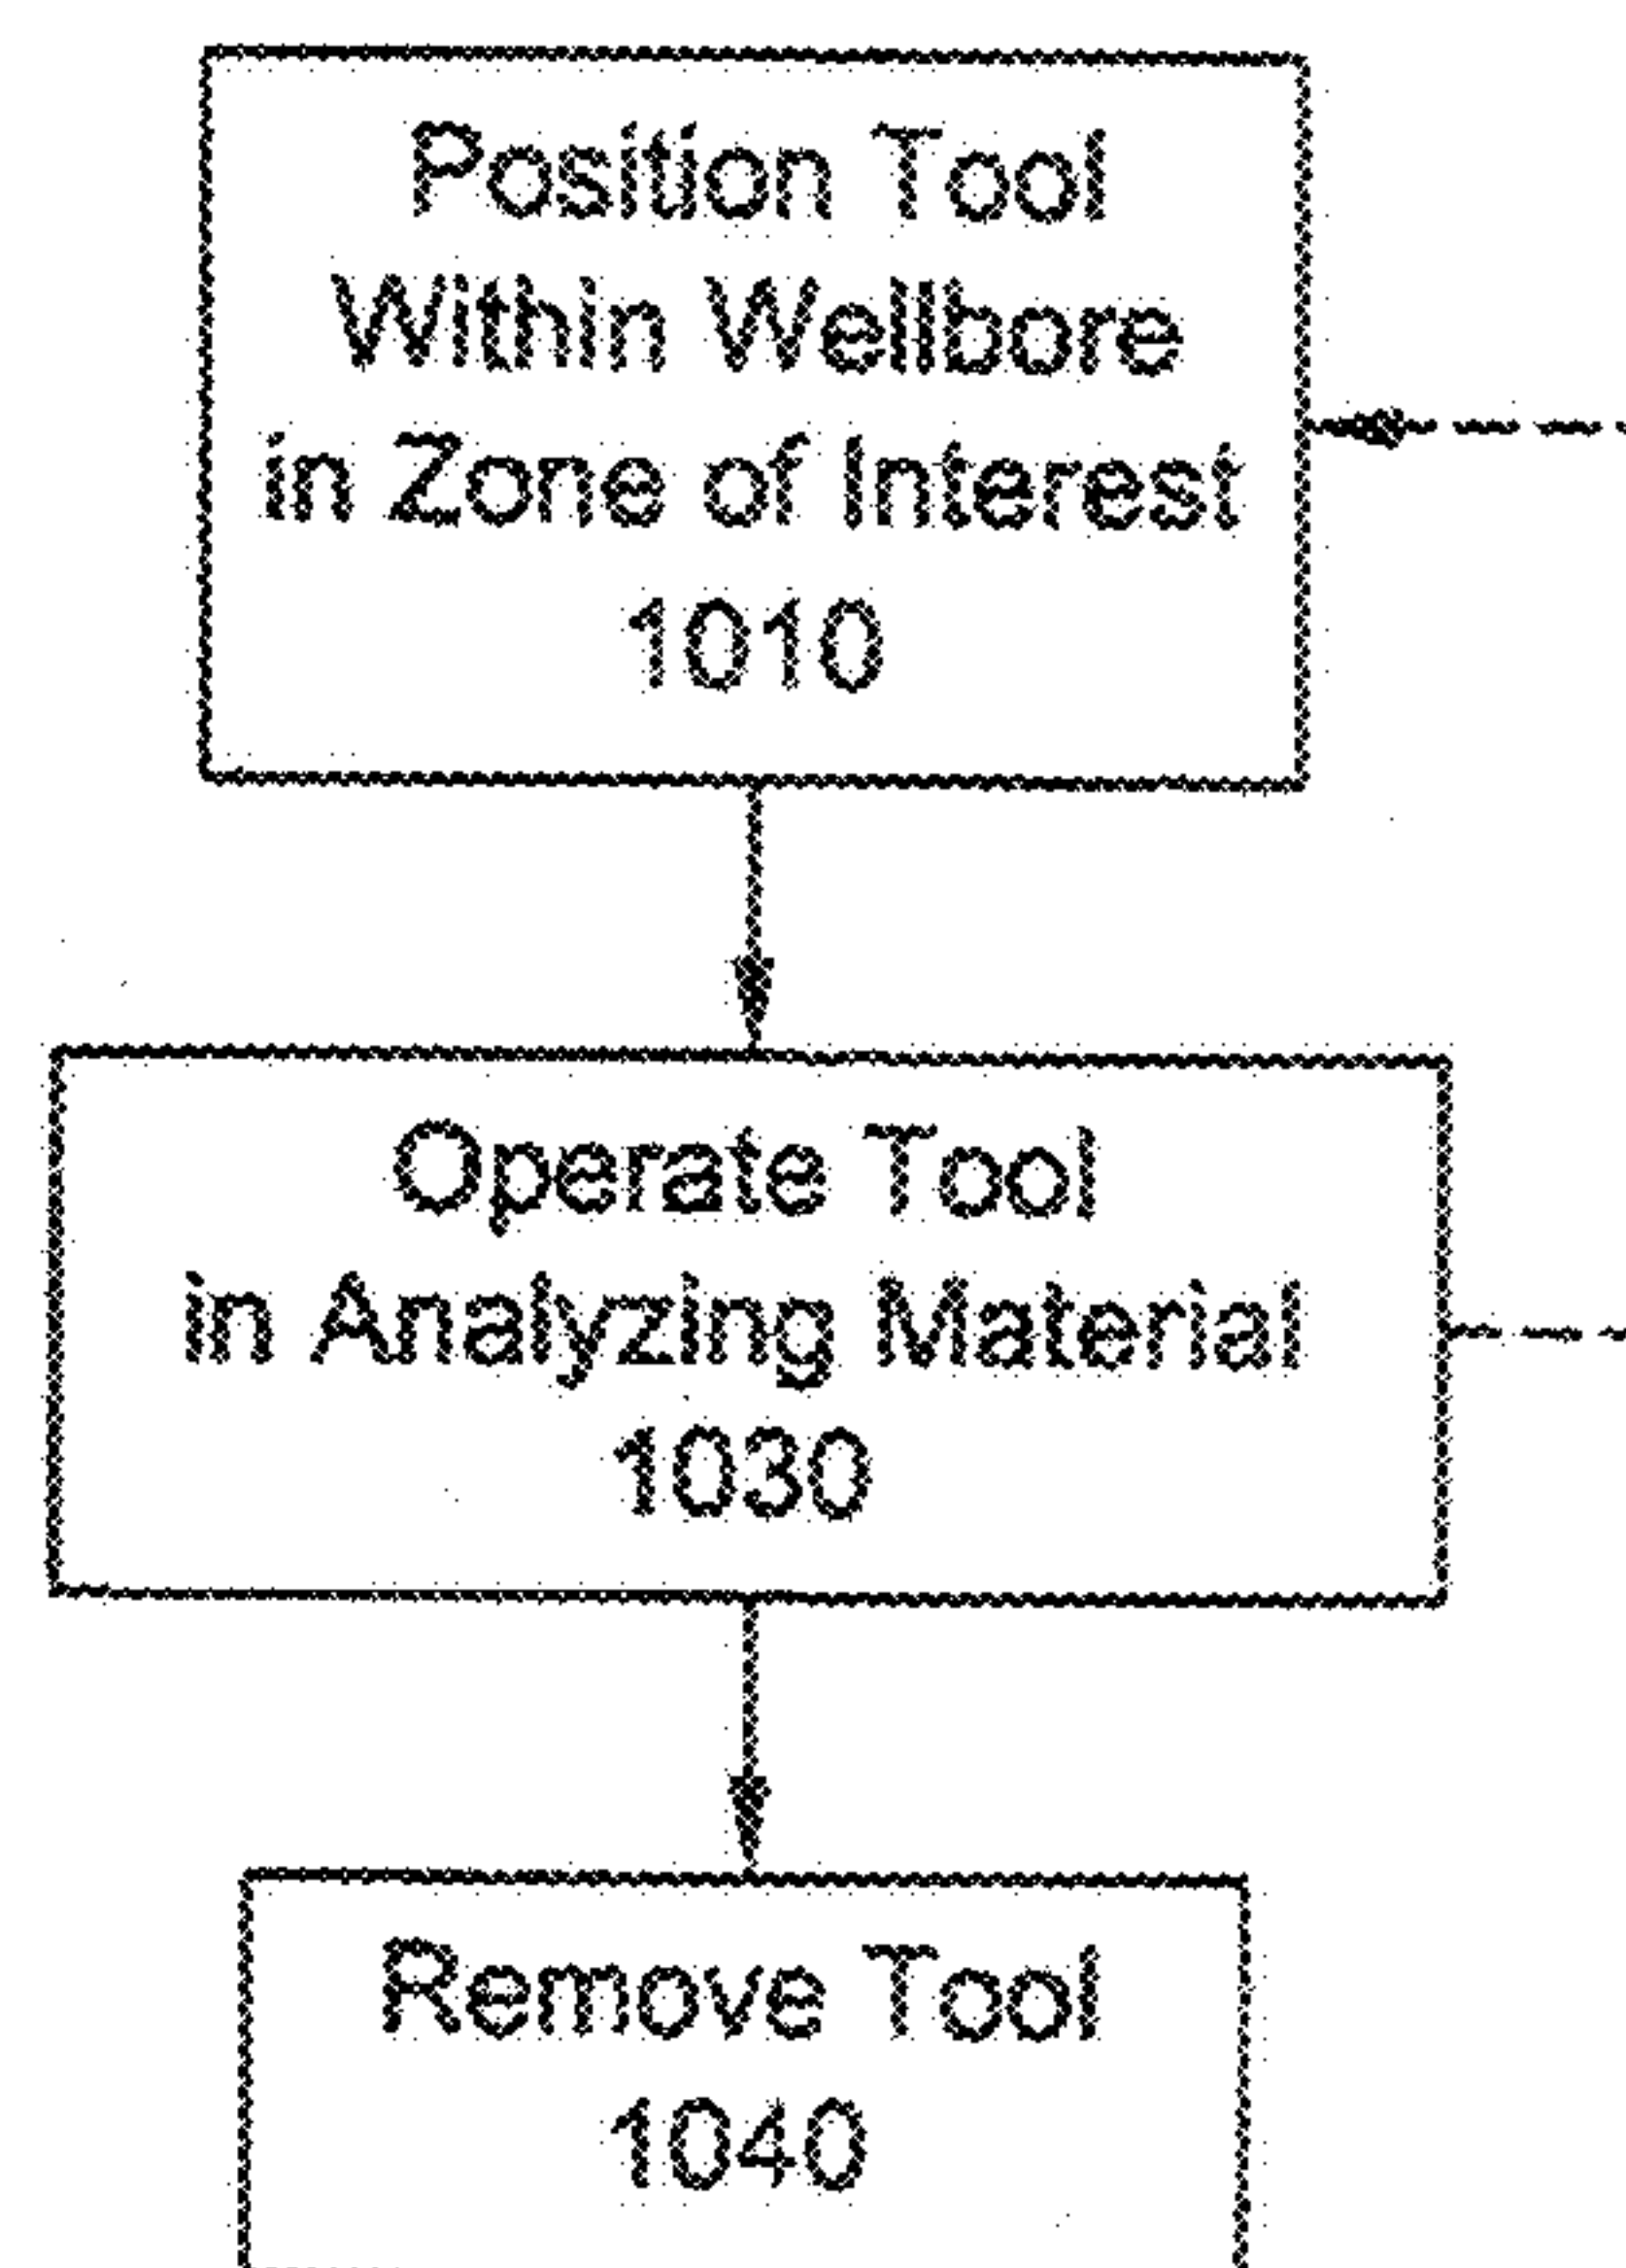 Position Tool
Within Wellbore
in Zone of Interest
1010
Operate Tool
in Analyzing Material
1030
Remove Tool
1040